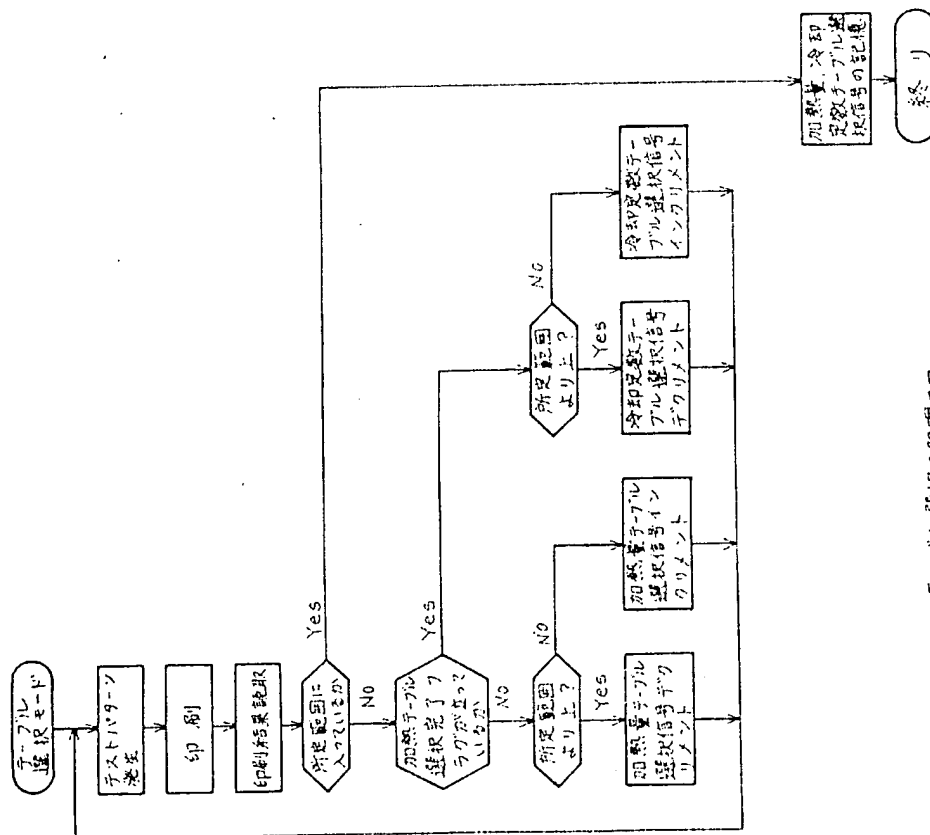 テーブル
選択モード
テストパターン
発生
印刷
印刷結果読取
所定範囲に
入っているか
Yes
No
加熱テーブル
選択完了フ
ラグが立って
いるか
Yes
No
所定範囲
より上?
No
Yes
加熱量テーブル
選択信号デク
リメント
加熱量テーブル
選択信号イン
クリメント
所定範囲
より上?
No
Yes
冷却定数テー
ブル選択信号
デクリメント
冷却定数テー
ブル選択信号
インクリメント
加熱量、冷却
定数テーブル選
択信号の記憶
終り